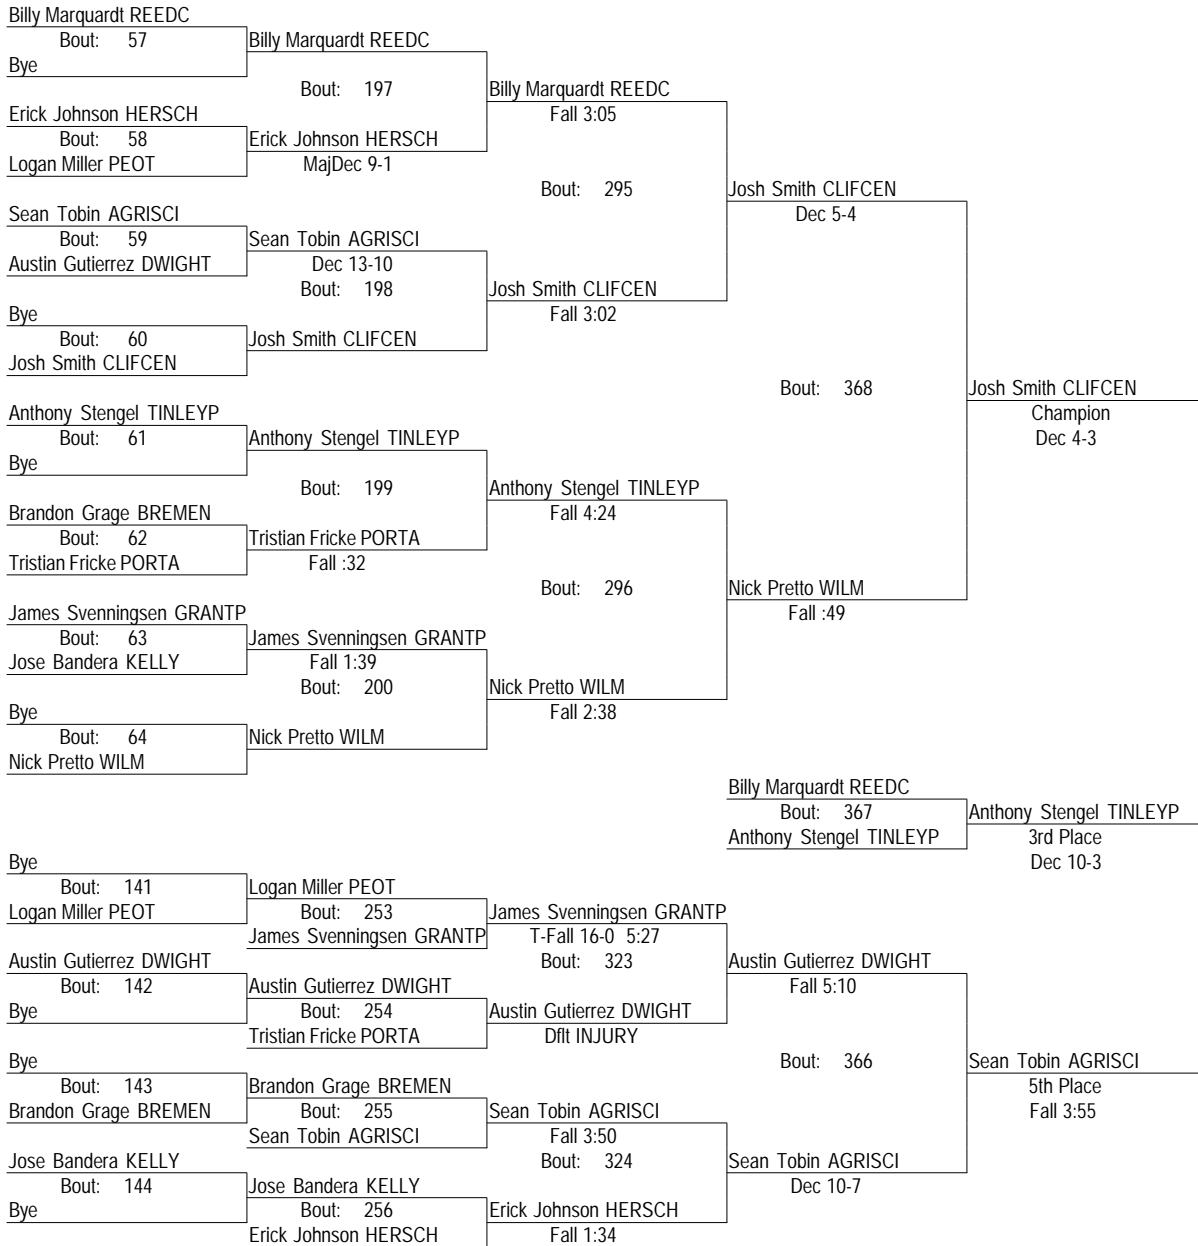 Billy Marquardt REEDC
Bout: 57
Billy Marquardt REEDC
Bye
Bout: 197
Billy Marquardt REEDC
Erick Johnson HERSCH
Fall 3:05
Bout: 58
Erick Johnson HERSCH
Logan Miller PEOT
MajDec 9-1
Bout: 295
Josh Smith CLIFCEN
Sean Tobin AGRISCI
Dec 5-4
Bout: 59
Sean Tobin AGRISCI
Austin Gutierrez DWIGHT
Dec 13-10
Bout: 198
Josh Smith CLIFCEN
Bye
Fall 3:02
Bout: 60
Josh Smith CLIFCEN
Josh Smith CLIFCEN
Bout: 368
Josh Smith CLIFCEN
Anthony Stengel TINLEYP
Champion
Bout: 61
Anthony Stengel TINLEYP
Dec 4-3
Bye
Bout: 199
Anthony Stengel TINLEYP
Brandon Grage BREMEN
Fall 4:24
Bout: 62
Tristian Fricke PORTA
Tristian Fricke PORTA
Fall :32
Bout: 296
Nick Pretto WILM
James Svenningsen GRANTP
Fall :49
Bout: 63
James Svenningsen GRANTP
Jose Bandera KELLY
Fall 1:39
Bout: 200
Nick Pretto WILM
Bye
Fall 2:38
Bout: 64
Nick Pretto WILM
Nick Pretto WILM
Billy Marquardt REEDC
Bout: 367
Anthony Stengel TINLEYP
Anthony Stengel TINLEYP
3rd Place
Dec 10-3
Bye
Bout: 141
Logan Miller PEOT
Logan Miller PEOT
Bout: 253
James Svenningsen GRANTP
James Svenningsen GRANTP
T-Fall 16-0 5:27
Austin Gutierrez DWIGHT
Bout: 323
Austin Gutierrez DWIGHT
Bout: 142
Austin Gutierrez DWIGHT
Fall 5:10
Bye
Bout: 254
Austin Gutierrez DWIGHT
Tristian Fricke PORTA
Dflt INJURY
Bye
Bout: 366
Sean Tobin AGRISCI
Bout: 143
Brandon Grage BREMEN
5th Place
Brandon Grage BREMEN
Bout: 255
Sean Tobin AGRISCI
Fall 3:55
Sean Tobin AGRISCI
Fall 3:50
Jose Bandera KELLY
Bout: 324
Sean Tobin AGRISCI
Bout: 144
Jose Bandera KELLY
Dec 10-7
Bye
Bout: 256
Erick Johnson HERSCH
Erick Johnson HERSCH
Fall 1:34